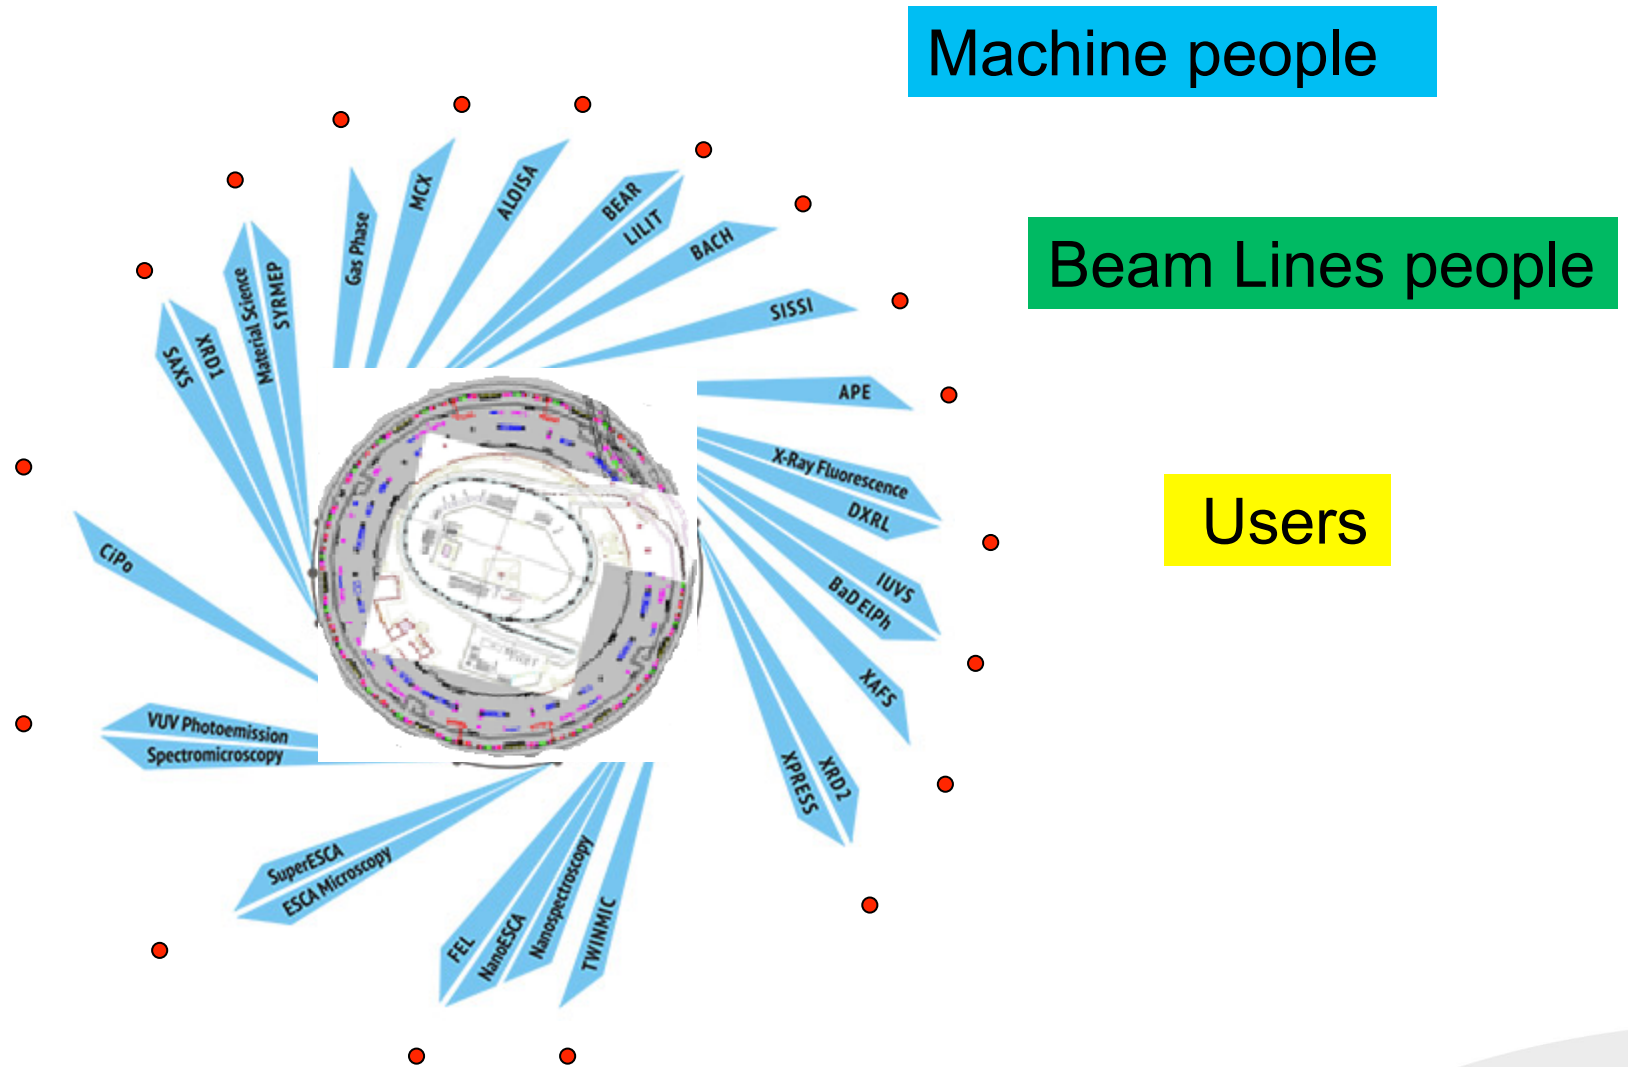 Machine people
Beam Lines people
Users
Gas Phase
MCX
ALOISA
BEAR
LILIT
BACH
SISSI
APE
X-Ray Fluorescence
DXRL
IUVS
BaD ElPh
XAFS
XRD2
XPRESS
TWINMIC
Nanospectroscopy
NanoESCA
FEL
ESCA Microscopy
SuperESCA
Spectromicroscopy
VUV Photoemission
CiPo
SAXS
XRD1
Material Science
SYRMEP